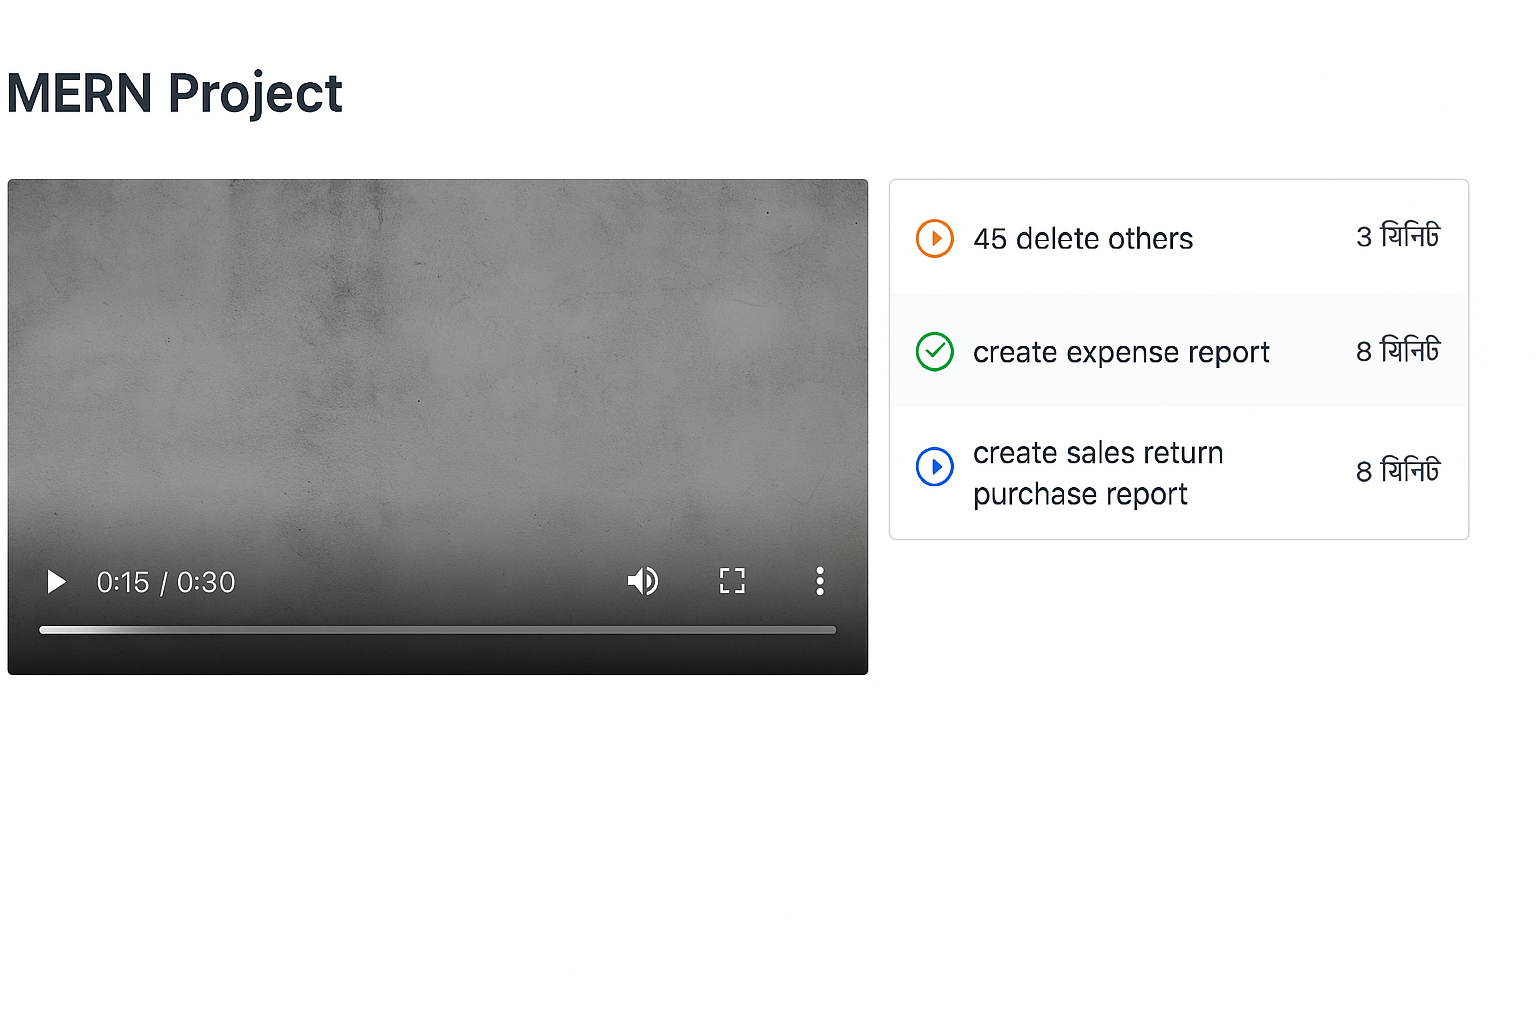 MERN Project
45 delete others
3 যিনিটি
create expense report
8 যিনিটি
create sales return
purchase report
8 যিনিটি
0:15 / 0:30